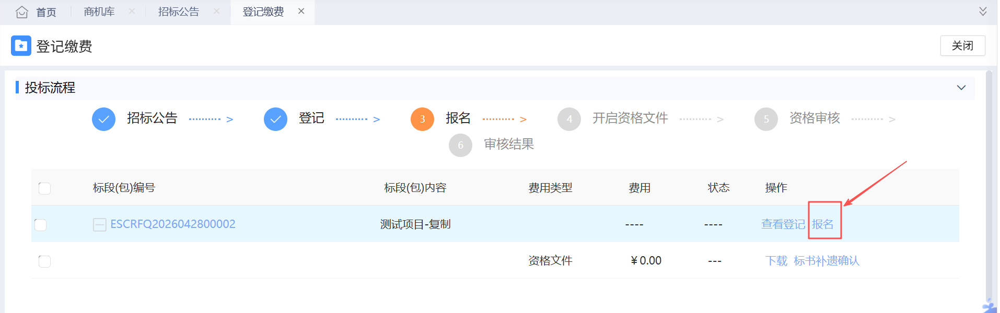 首页 商机库 × 招标公告 × 登记缴费 ×
登记缴费 关闭
投标流程
招标公告 > 登记 > 3 报名 > 4 开启资格文件 > 5 资格审核 >
6 审核结果
标段(包)编号 标段(包)内容 费用类型 费用 状态 操作
ESCRFQ2026042800002 测试项目-复制 ---- ---- 查看登记 报名
资格文件 ¥0.00 --- 下载 标书补遗确认